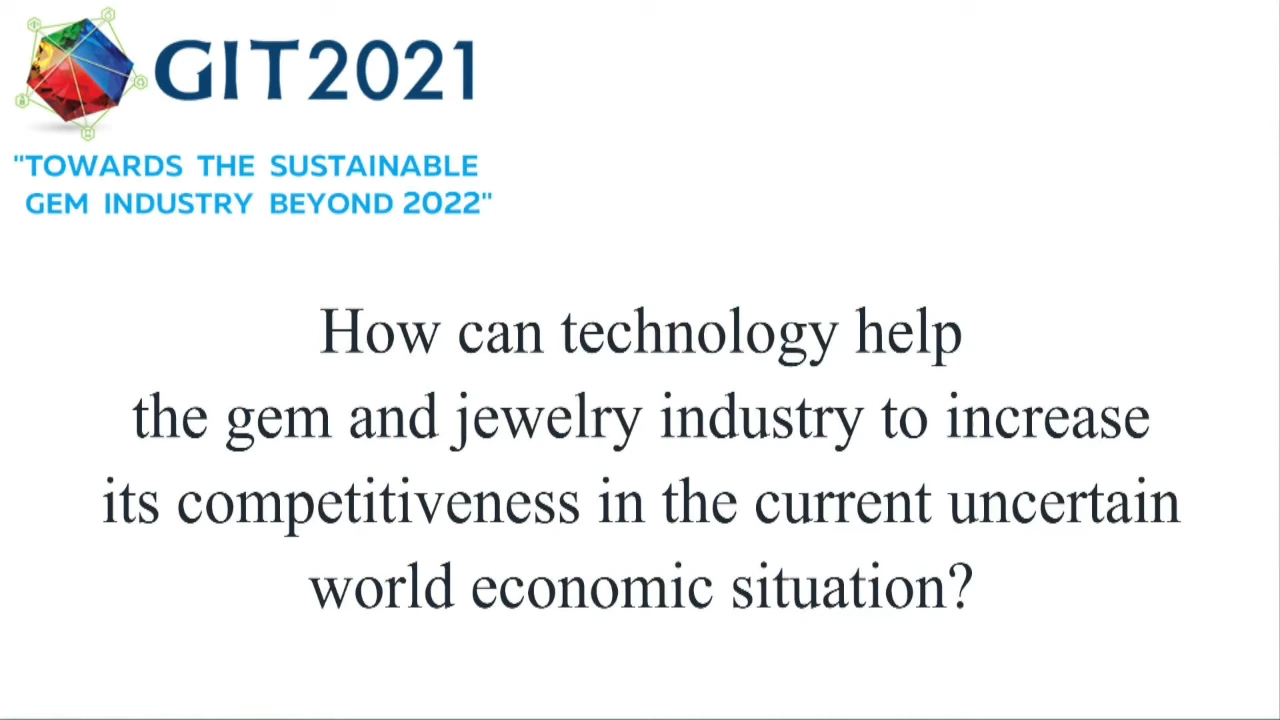 GIT2021
"TOWARDS THE SUSTAINABLE
GEM INDUSTRY BEYOND 2022"
How can technology help
the gem and jewelry industry to increase
its competitiveness in the current uncertain
world economic situation?